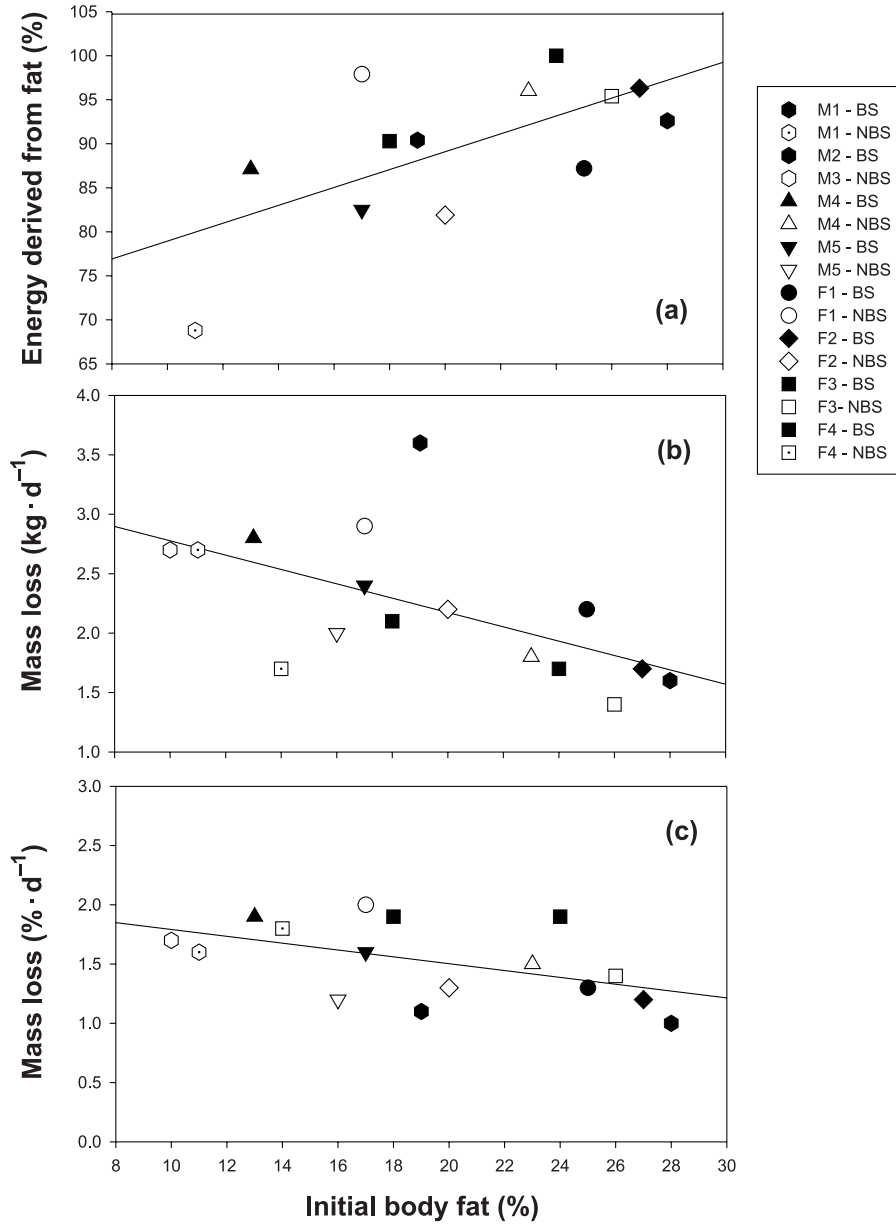 Energy derived from fat (%)
105
100
95
90
85
80
75
70
65
(a)
Mass loss (kg · d⁻¹)
4.0
3.5
3.0
2.5
2.0
1.5
1.0
(b)
Mass loss (% · d⁻¹)
3.0
2.5
2.0
1.5
1.0
0.5
0.0
(c)
8 10 12 14 16 18 20 22 24 26 28 30
Initial body fat (%)
M1 - BS
M1 - NBS
M2 - BS
M3 - NBS
M4 - BS
M4 - NBS
M5 - BS
M5 - NBS
F1 - BS
F1 - NBS
F2 - BS
F2 - NBS
F3 - BS
F3- NBS
F4 - BS
F4 - NBS